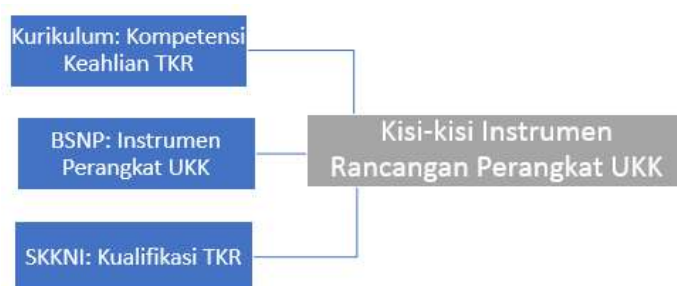 Kurikulum: Kompetensi
Keahlian TKR
BSNP: Instrumen
Perangkat UKK
Kisi-kisi Instrumen
Rancangan Perangkat UKK
SKKNI: Kualifikasi TKR